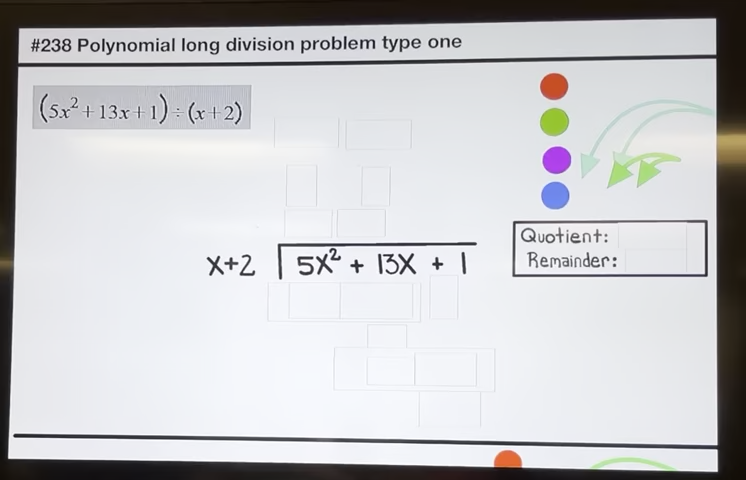 #238 Polynomial long division problem type one
(5x²+13x+1)÷(x+2)
Quotient:
x+2 5x² + 13x + 1
Remainder: